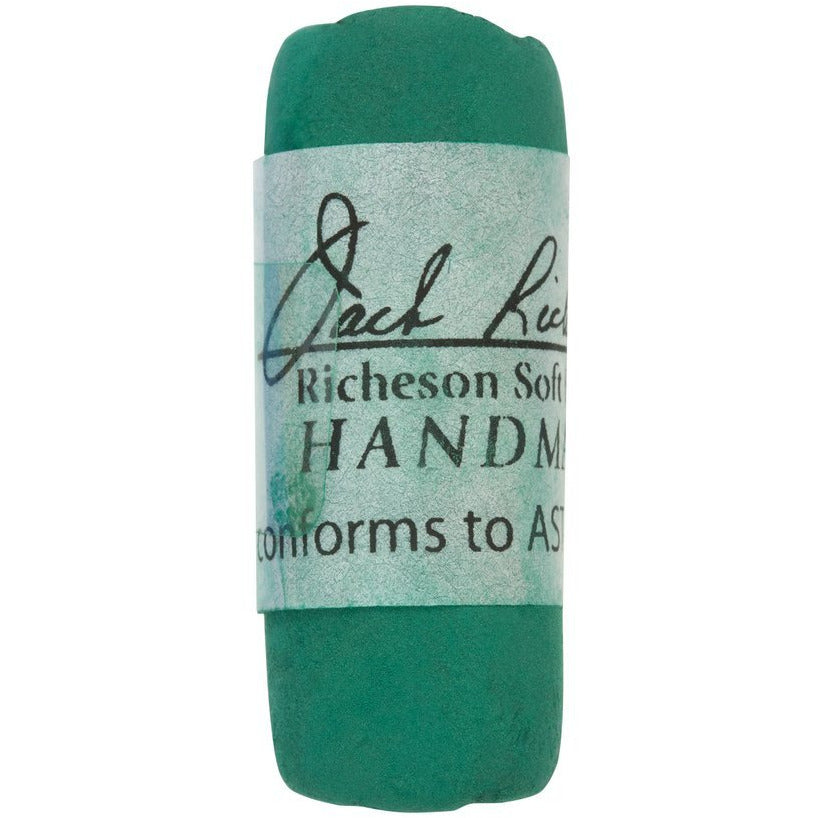 Jack Rich
Richeson Soft
HANDMA
conforms to AST